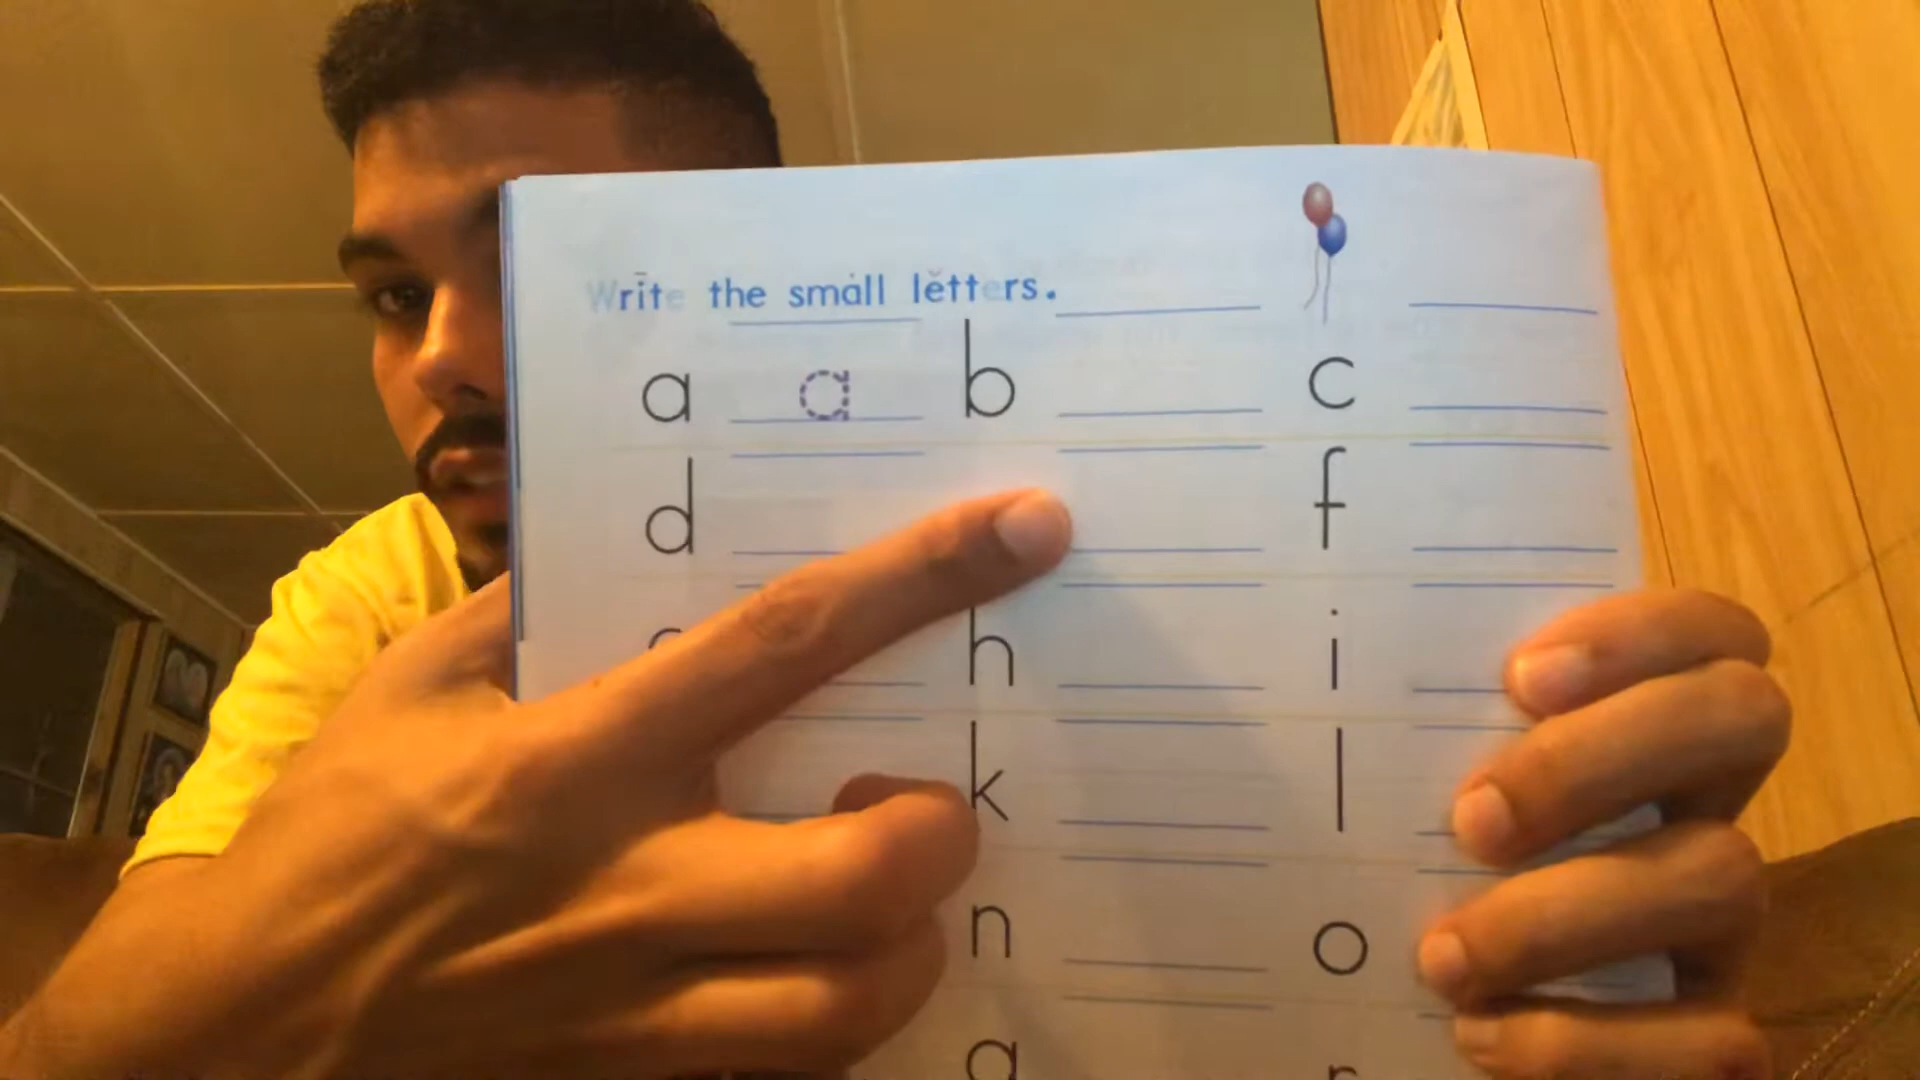 Write the small letters.
a a b c
d f
h i
k l
n o
q r